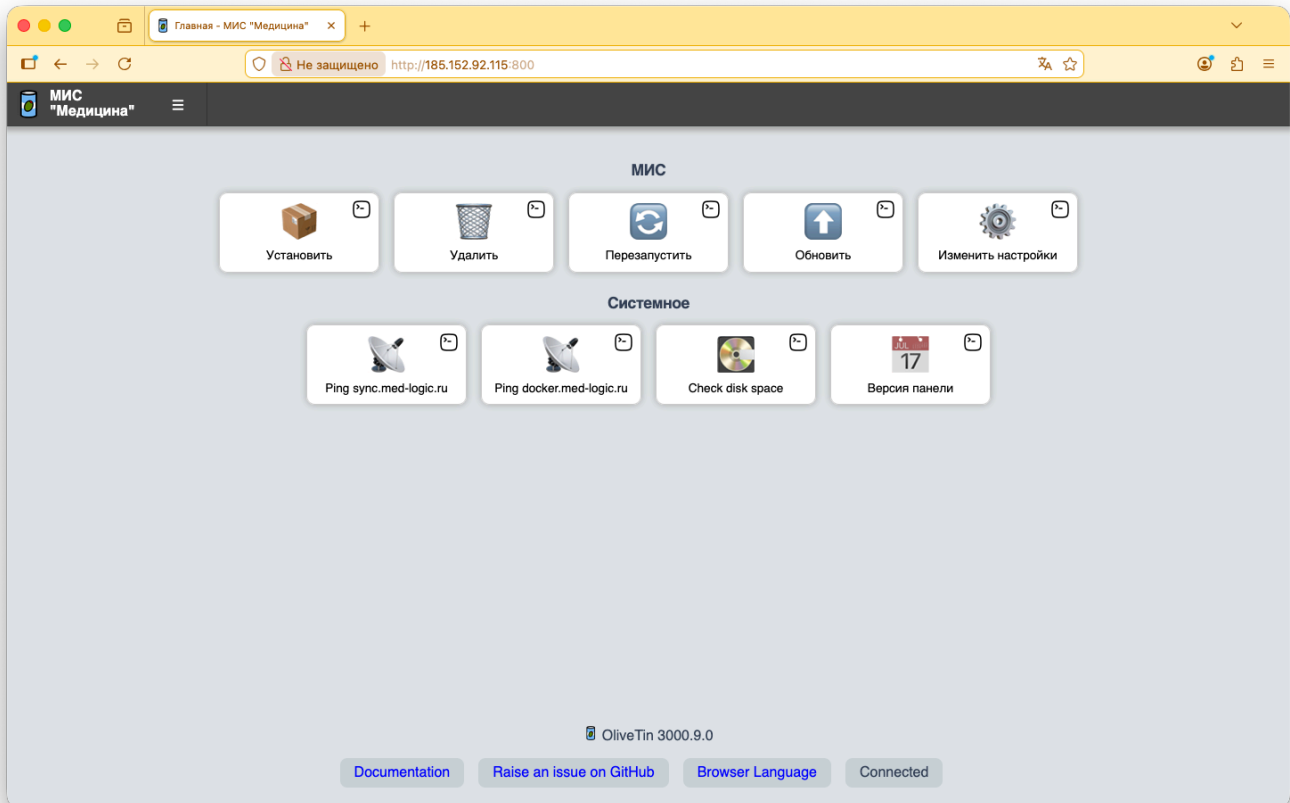 Главная - МИС "Медицина"
Не защищено http://185.152.92.115:800
МИС
"Медицина"
МИС
Установить
Удалить
Перезапустить
Обновить
Изменить настройки
Системное
JUL
17
Ping sync.med-logic.ru
Ping docker.med-logic.ru
Check disk space
Версия панели
OliveTin 3000.9.0
Documentation
Raise an issue on GitHub
Browser Language
Connected